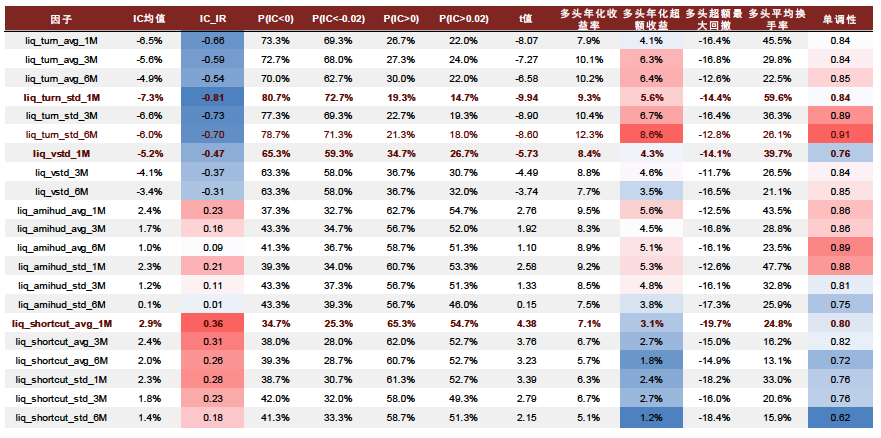 因子 IC均值 IC_IR P(IC<0) P(IC<-0.02) P(IC>0) P(IC>0.02) t值 多头年化收益率 多头年化超额收益 多头超额最大回撤 多头平均换手率 单调性
liq_turn_avg_1M -6.5% -0.66 73.3% 69.3% 26.7% 22.0% -8.07 7.9% 4.1% -16.4% 45.5% 0.84
liq_turn_avg_3M -5.6% -0.59 72.7% 68.0% 27.3% 24.0% -7.27 10.1% 6.3% -16.8% 29.8% 0.84
liq_turn_avg_6M -4.9% -0.54 70.0% 62.7% 30.0% 22.0% -6.58 10.2% 6.4% -12.6% 22.5% 0.85
liq_turn_std_1M -7.3% -0.81 80.7% 72.7% 19.3% 14.7% -9.94 9.3% 5.6% -14.4% 59.6% 0.84
liq_turn_std_3M -6.6% -0.73 77.3% 69.3% 22.7% 19.3% -8.90 10.4% 6.7% -16.4% 36.3% 0.89
liq_turn_std_6M -6.0% -0.70 78.7% 71.3% 21.3% 18.0% -8.60 12.3% 8.6% -12.8% 26.1% 0.91
liq_vstd_1M -5.2% -0.47 65.3% 59.3% 34.7% 26.7% -5.73 8.4% 4.3% -14.1% 39.7% 0.76
liq_vstd_3M -4.1% -0.37 63.3% 58.0% 36.7% 30.7% -4.49 8.8% 4.6% -11.7% 26.5% 0.84
liq_vstd_6M -3.4% -0.31 63.3% 58.0% 36.7% 32.0% -3.74 7.7% 3.5% -16.5% 21.1% 0.85
liq_amihud_avg_1M 2.4% 0.23 37.3% 32.7% 62.7% 54.7% 2.76 9.5% 5.6% -12.5% 43.5% 0.86
liq_amihud_avg_3M 1.7% 0.16 43.3% 34.7% 56.7% 52.0% 1.92 8.3% 4.5% -16.8% 28.8% 0.86
liq_amihud_avg_6M 1.0% 0.09 41.3% 36.7% 58.7% 51.3% 1.10 8.9% 5.1% -16.1% 23.5% 0.89
liq_amihud_std_1M 2.3% 0.21 39.3% 34.0% 60.7% 53.3% 2.58 9.2% 5.3% -12.6% 47.7% 0.88
liq_amihud_std_3M 1.2% 0.11 43.3% 37.3% 56.7% 51.3% 1.33 8.5% 4.8% -16.1% 32.8% 0.81
liq_amihud_std_6M 0.1% 0.01 43.3% 39.3% 56.7% 46.0% 0.15 7.5% 3.8% -17.3% 25.9% 0.75
liq_shortcut_avg_1M 2.9% 0.36 34.7% 25.3% 65.3% 54.7% 4.38 7.1% 3.1% -19.7% 24.8% 0.80
liq_shortcut_avg_3M 2.4% 0.31 38.0% 28.0% 62.0% 52.7% 3.76 6.7% 2.7% -15.0% 16.2% 0.82
liq_shortcut_avg_6M 2.0% 0.26 39.3% 28.7% 60.7% 52.7% 3.23 5.7% 1.8% -14.9% 13.1% 0.72
liq_shortcut_std_1M 2.3% 0.28 38.7% 30.7% 61.3% 52.7% 3.39 6.3% 2.4% -18.2% 33.0% 0.76
liq_shortcut_std_3M 1.8% 0.23 42.0% 32.0% 58.0% 49.3% 2.79 6.7% 2.7% -16.0% 20.6% 0.76
liq_shortcut_std_6M 1.4% 0.18 41.3% 33.3% 58.7% 51.3% 2.15 5.1% 1.2% -18.4% 15.9% 0.62